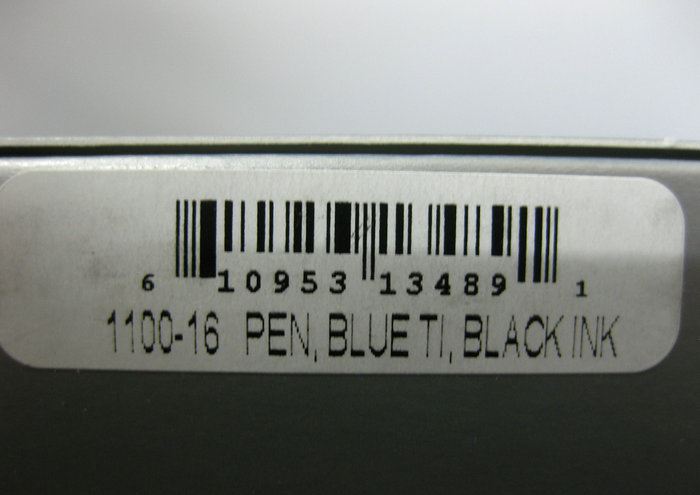 6 10953 13489 1
1100-16 PEN, BLUE TI, BLACK INK